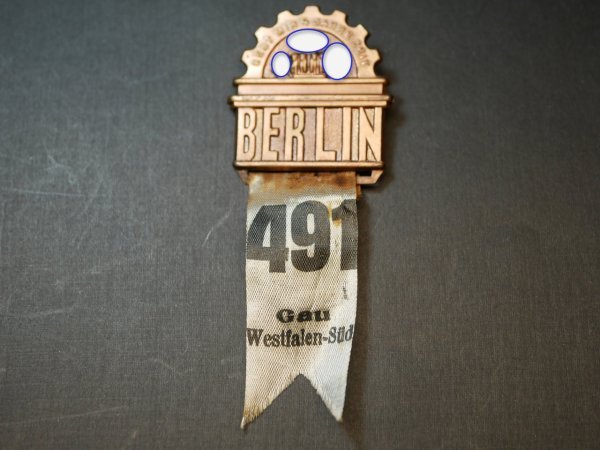 BERLIN
491
Gau
Westfalen-Süd